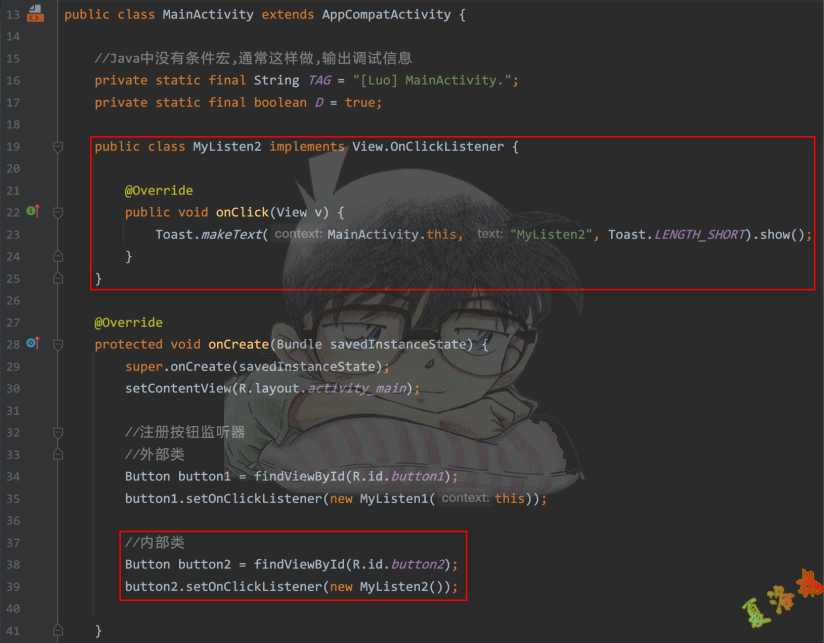 13 public class MainActivity extends AppCompatActivity {
14
15 //Java中没有条件宏,通常这样做,输出调试信息
16 private static final String TAG = "[Luo] MainActivity.";
17 private static final boolean D = true;
18
19 public class MyListen2 implements View.OnClickListener {
20
21 @Override
22 public void onClick(View v) {
23 Toast.makeText( context: MainActivity.this, text: "MyListen2", Toast.LENGTH_SHORT).show();
24 }
25 }
26
27 @Override
28 protected void onCreate(Bundle savedInstanceState) {
29 super.onCreate(savedInstanceState);
30 setContentView(R.layout.activity_main);
31
32 //注册按钮监听器
33 //外部类
34 Button button1 = findViewById(R.id.button1);
35 button1.setOnClickListener(new MyListen1( context: this));
36
37 //内部类
38 Button button2 = findViewById(R.id.button2);
39 button2.setOnClickListener(new MyListen2());
40
41 }